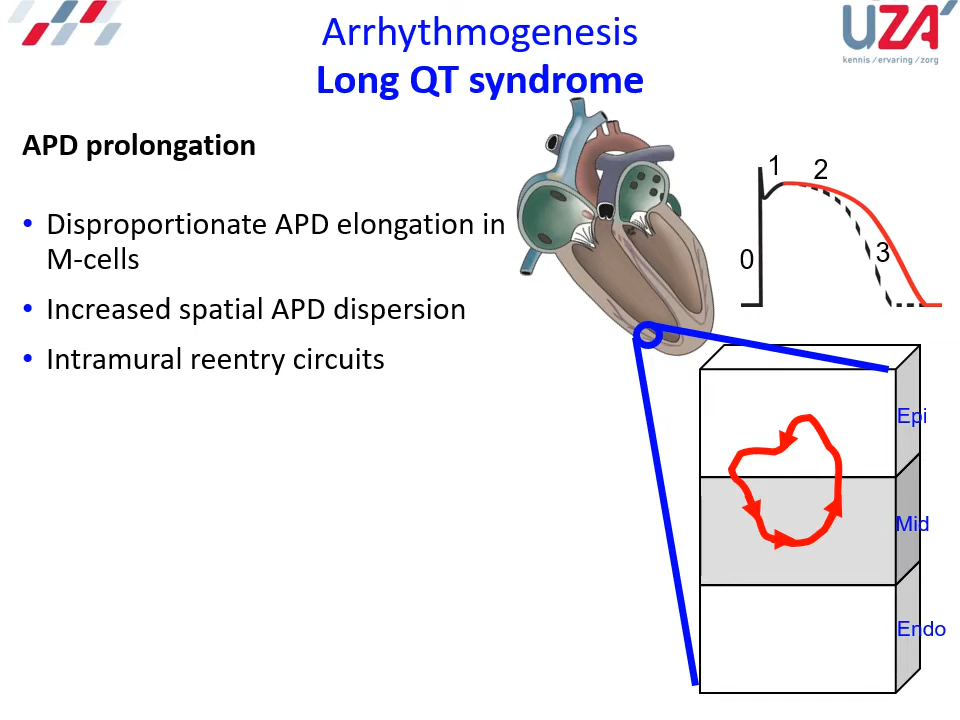 Arrhythmogenesis
Long QT syndrome
UZA'
kennis / ervaring / zorg
APD prolongation
• Disproportionate APD elongation in
M-cells
• Increased spatial APD dispersion
• Intramural reentry circuits
1
2
0
3
Epi
Mid
Endo